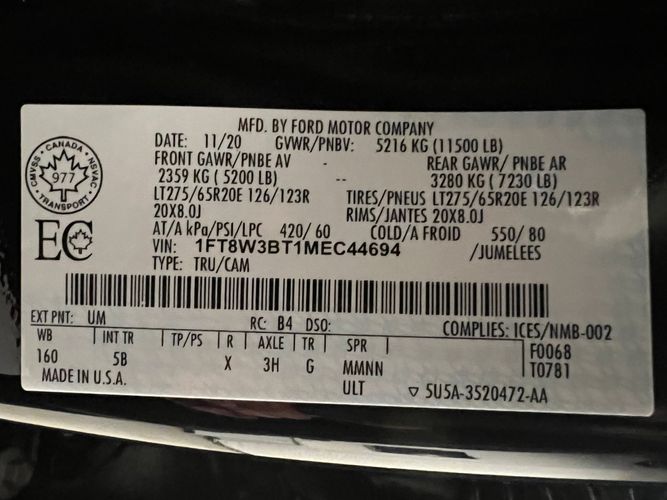 MFD. BY FORD MOTOR COMPANY
DATE: 11/20 GVWR/PNBV: 5216 KG (11500 LB)
FRONT GAWR/PNBE AV - REAR GAWR/ PNBE AR
2359 KG ( 5200 LB) -- 3280 KG ( 7230 LB)
LT275/65R20E 126/123R TIRES/PNEUS LT275/65R20E 126/123R
20X8.0J RIMS/JANTES 20X8.0J
AT/A kPa/PSI/LPC 420/ 60 COLD/A FROID 550/ 80
VIN: 1FT8W3BT1MEC44694 /JUMELEES
TYPE: TRU/CAM
CMVSS · CANADA · NSVAC
977
TRANSPORT
EC
EXT PNT: UM RC: B4 DSO: COMPLIES: ICES/NMB-002
WB INT TR TP/PS R AXLE TR SPR F0068
160 5B X 3H G MMNN T0781
MADE IN U.S.A. ULT ▽ 5U5A-3520472-AA